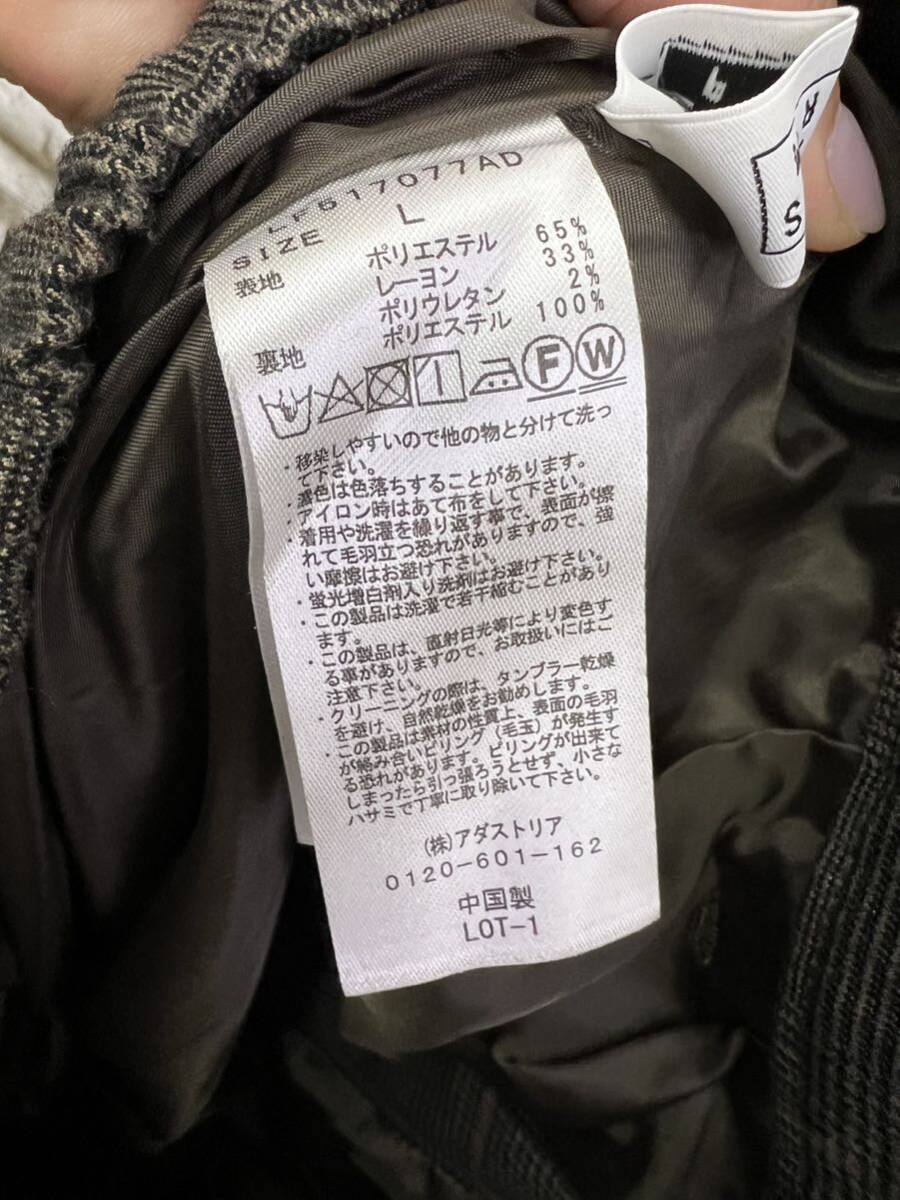 LF617077AD
SIZE L
表地 ポリエステル 65%
レーヨン 33%
ポリウレタン 2%
裏地 ポリエステル 100%
F W
・移染しやすいので他の物と分けて洗っ
て下さい。
・濃色は色落ちすることがあります。
・アイロン時はあて布をして下さい。
・着用や洗濯を繰り返す事で、表面が擦
れて毛羽立つ恐れがありますので、強
い摩擦はお避け下さい。
・蛍光増白剤入り洗剤はお避け下さい。
・この製品は洗濯で若干縮むことがあり
ます。
・この製品は、直射日光等により変色す
る事がありますので、お取扱いにはご
注意下さい。
・クリーニングの際は、タンブラー乾燥
を避け、自然乾燥をお勧めします。
・この製品は素材の性質上、表面の毛羽
が絡み合いピリング（毛玉）が発生す
る恐れがあります。ピリングが出来て
しまったら引っ張ろうとせず、小さな
ハサミで丁寧に取り除いて下さい。
(株)アダストリア
0120-601-162
中国製
LOT-1